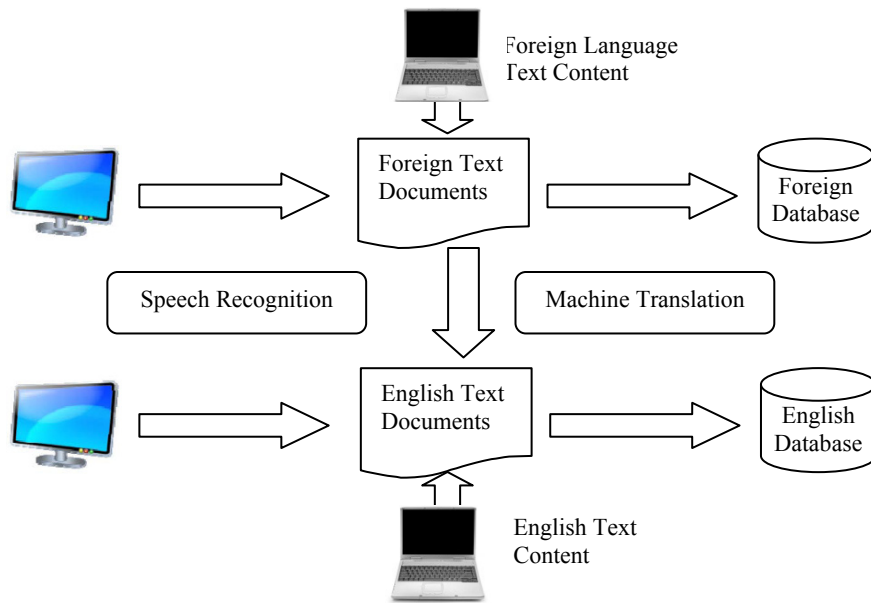 Foreign Language
Text Content
Foreign Text
Documents
Foreign
Database
Speech Recognition
Machine Translation
English Text
Documents
English
Database
English Text
Content